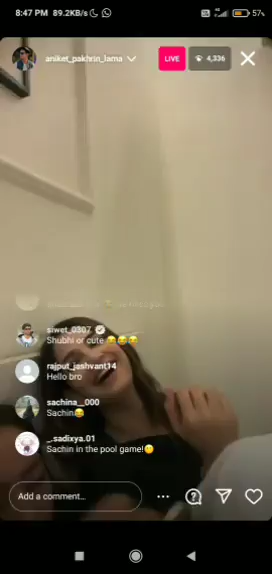 8:47 PM 89.2KB/s
57%
aniket_pakhrin_lama
LIVE
4,336
siwet_0307
Shubhi or cute 😂😂😂
rajput_jashvant14
Hello bro
sachina__000
Sachin😂
_.sadixya.01
Sachin in the pool game!😶
Add a comment...